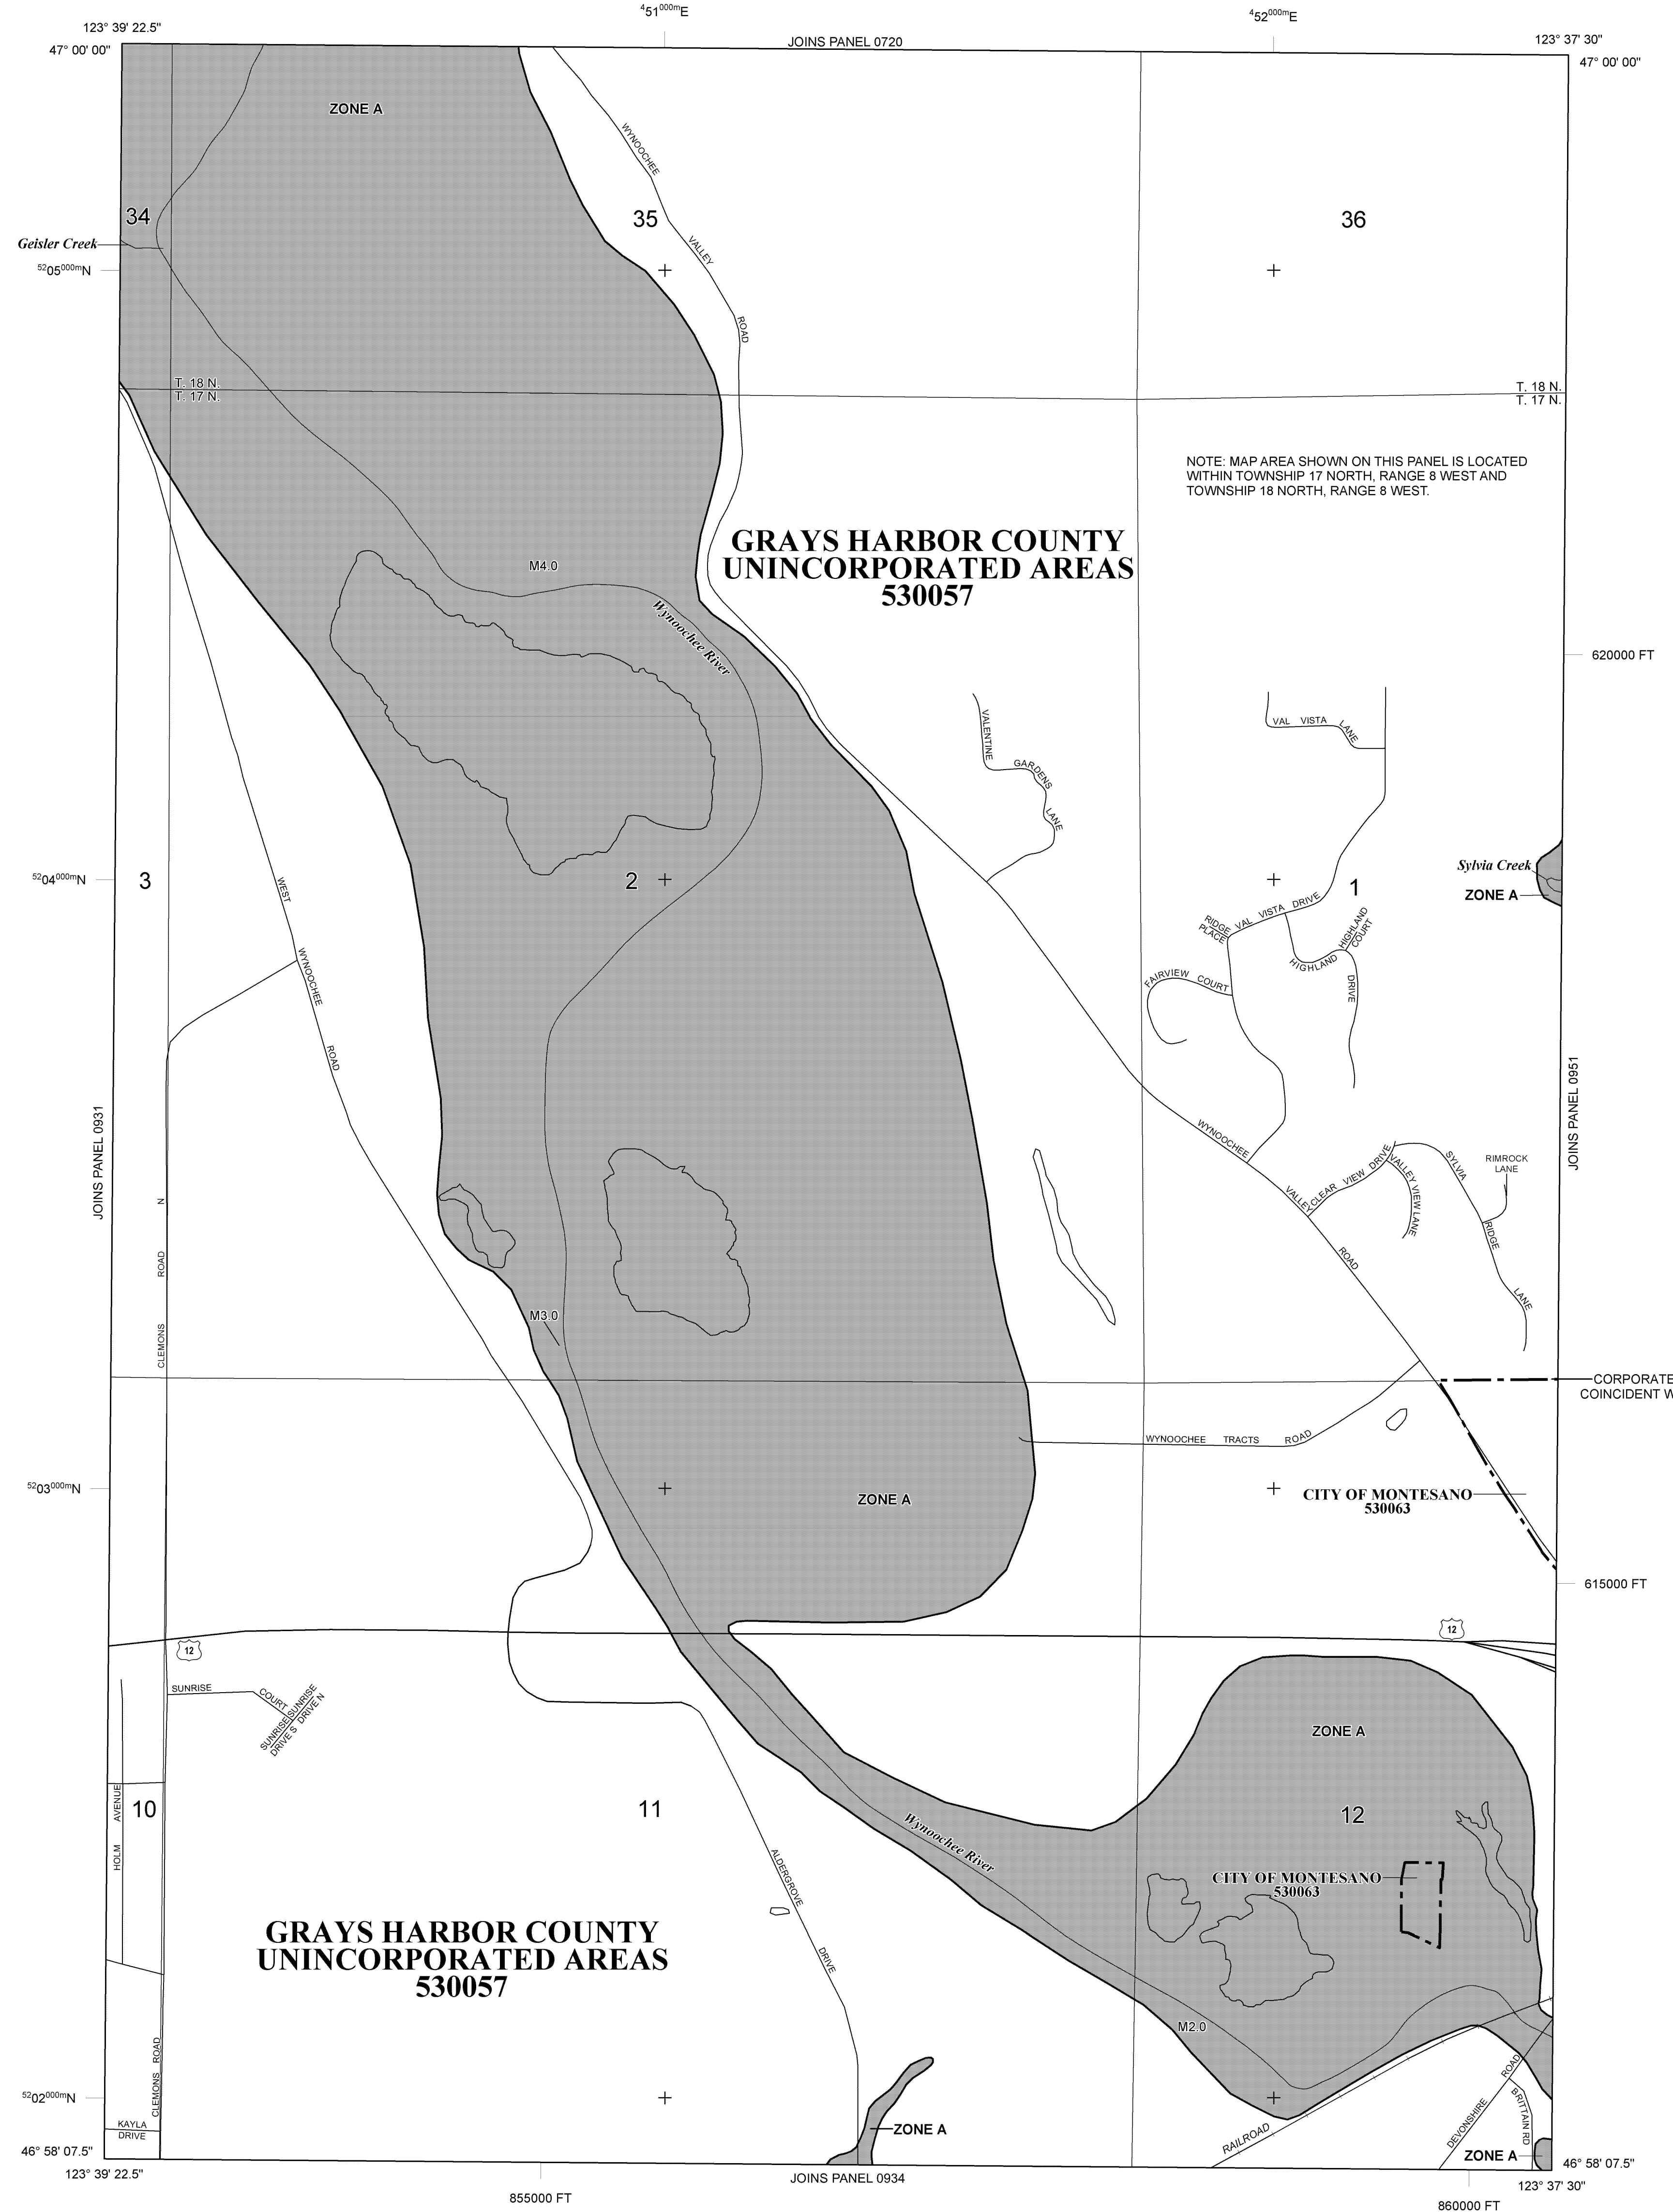 ⁴51⁰⁰⁰ᵐE
⁴52⁰⁰⁰ᵐE
123° 39' 22.5"
47° 00' 00"
JOINS PANEL 0720
123° 37' 30"
47° 00' 00"
ZONE A
WYNOOCHEE
VALLEY
ROAD
34
35
36
Geisler Creek
⁵²05⁰⁰⁰ᵐN
T. 18 N.
T. 17 N.
T. 18 N.
T. 17 N.
NOTE: MAP AREA SHOWN ON THIS PANEL IS LOCATED
WITHIN TOWNSHIP 17 NORTH, RANGE 8 WEST AND
TOWNSHIP 18 NORTH, RANGE 8 WEST.
GRAYS HARBOR COUNTY
UNINCORPORATED AREAS
530057
M4.0
Wynoochee River
620000 FT
VALENTINE
GARDENS
LANE
VAL VISTA
LANE
Sylvia Creek
ZONE A
⁵²04⁰⁰⁰ᵐN
3
2
1
WEST
WYNOOCHEE
ROAD
RIDGE
PLACE
VAL VISTA DRIVE
HIGHLAND
COURT
HIGHLAND
DRIVE
FAIRVIEW COURT
JOINS PANEL 0931
JOINS PANEL 0951
WYNOOCHEE
VALLEY
ROAD
CLEAR VIEW DRIVE
VALLEY VIEW LANE
SYLVIA
RIDGE
LANE
RIMROCK
LANE
CLEMONS ROAD N
M3.0
CORPORATE
COINCIDENT W
WYNOOCHEE TRACTS ROAD
⁵²03⁰⁰⁰ᵐN
ZONE A
CITY OF MONTESANO
530063
615000 FT
12
12
SUNRISE
COURT
SUNRISE
DRIVE N
SUNRISE
DRIVE S
ZONE A
HOLM AVENUE
10
11
12
Wynoochee River
ALDERGROVE
DRIVE
CITY OF MONTESANO
530063
GRAYS HARBOR COUNTY
UNINCORPORATED AREAS
530057
M2.0
CLEMONS ROAD
⁵²02⁰⁰⁰ᵐN
KAYLA
DRIVE
ZONE A
RAILROAD
DEVONSHIRE
ROAD
BRITTAIN RD
ZONE A
46° 58' 07.5"
123° 39' 22.5"
JOINS PANEL 0934
46° 58' 07.5"
123° 37' 30"
855000 FT
860000 FT